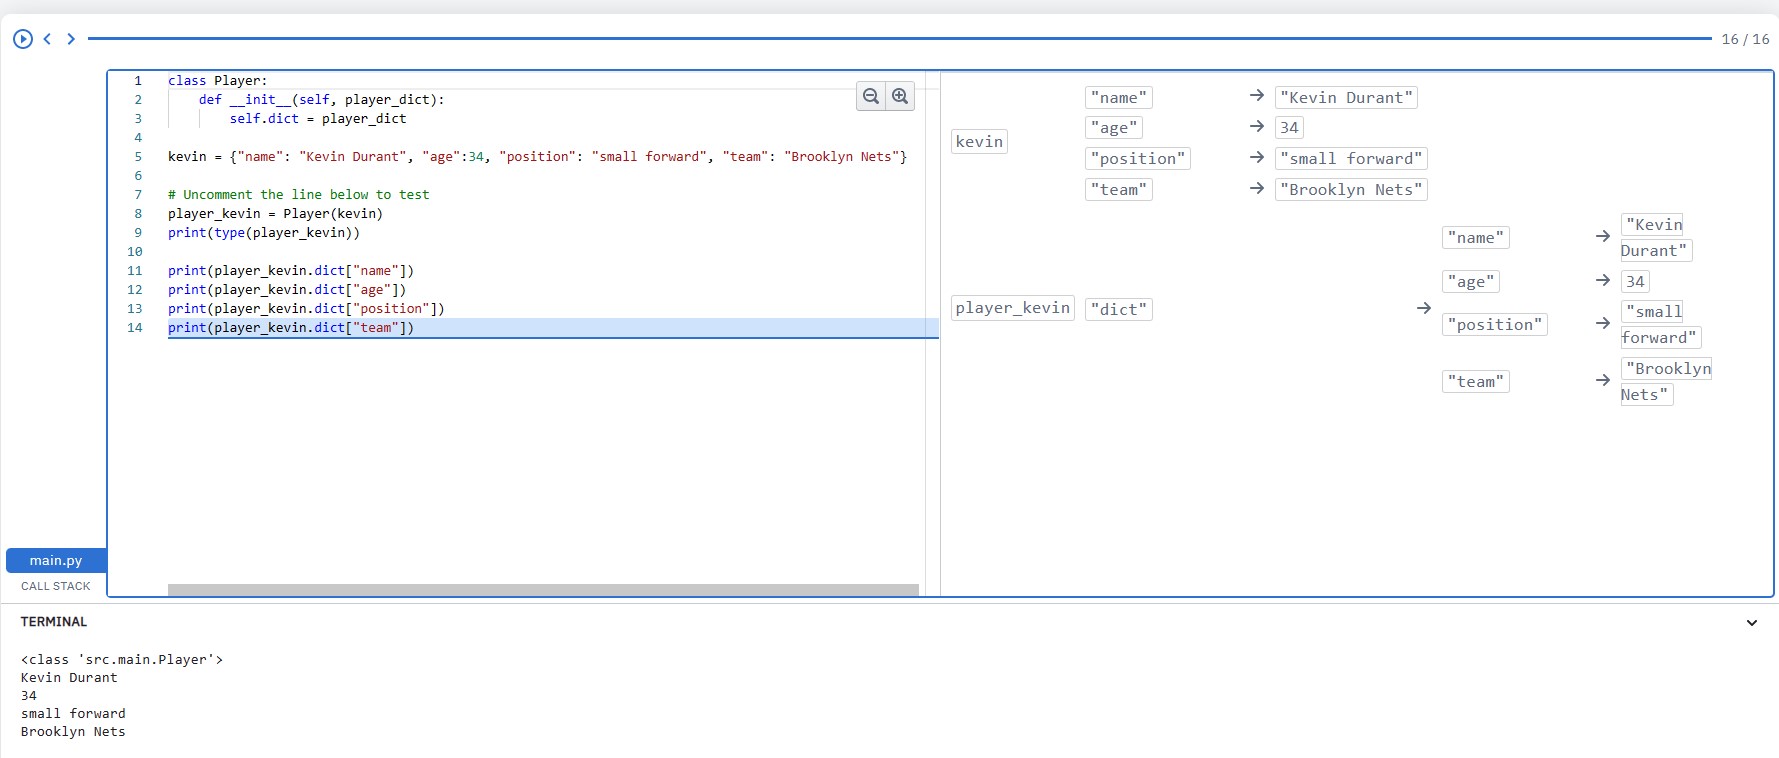 16 / 16
1 class Player:
2 def __init__(self, player_dict):
3 self.dict = player_dict
4
5 kevin = {"name": "Kevin Durant", "age":34, "position": "small forward", "team": "Brooklyn Nets"}
6
7 # Uncomment the line below to test
8 player_kevin = Player(kevin)
9 print(type(player_kevin))
10
11 print(player_kevin.dict["name"])
12 print(player_kevin.dict["age"])
13 print(player_kevin.dict["position"])
14 print(player_kevin.dict["team"])
kevin
"name" → "Kevin Durant"
"age" → 34
"position" → "small forward"
"team" → "Brooklyn Nets"
player_kevin "dict" →
"name" → "Kevin
Durant"
"age" → 34
"position" → "small
forward"
"team" → "Brooklyn
Nets"
main.py
CALL STACK
TERMINAL
<class 'src.main.Player'>
Kevin Durant
34
small forward
Brooklyn Nets